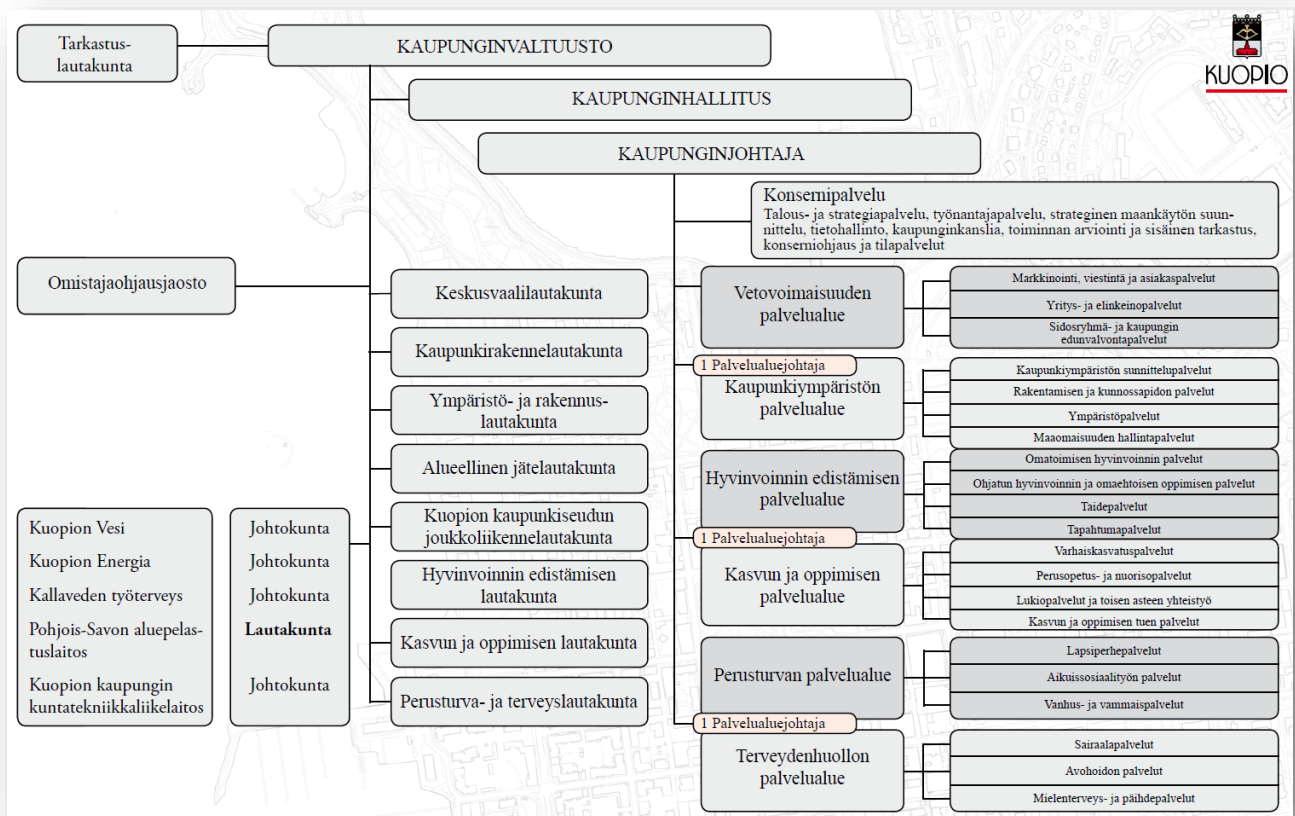 Tarkastus-
lautakunta
KAUPUNGINVALTUUSTO
KUOPIO
KAUPUNGINHALLITUS
KAUPUNGINJOHTAJA
Konsernipalvelu
Talous- ja strategiapalvelu, työnantajapalvelu, strateginen maankäytön suun-
nittelu, tietohallinto, kaupunginkanslia, toiminnan arviointi ja sisäinen tarkastus,
konserniohjaus ja tilapalvelut
Omistajaohjausjaosto
Keskusvaalilautakunta
Kaupunkirakennelautakunta
Ympäristö- ja rakennus-
lautakunta
Alueellinen jätelautakunta
Kuopion kaupunkiseudun
joukkoliikennelautakunta
Hyvinvoinnin edistämisen
lautakunta
Kasvun ja oppimisen lautakunta
Perusturva- ja terveyslautakunta
Kuopion Vesi Johtokunta
Kuopion Energia Johtokunta
Kallaveden työterveys Johtokunta
Pohjois-Savon aluepelas- Lautakunta
tuslaitos
Kuopion kaupungin Johtokunta
kuntatekniikkaliikelaitos
Vetovoimaisuuden
palvelualue
Markkinointi, viestintä ja asiakaspalvelut
Yritys- ja elinkeinopalvelut
Sidosryhmä- ja kaupungin
edunvalvontapalvelut
1 Palvelualuejohtaja
Kaupunkiympäristön
palvelualue
Kaupunkiympäristön sunnittelupalvelut
Rakentamisen ja kunnossapidon palvelut
Ympäristöpalvelut
Maaomaisuuden hallintapalvelut
Hyvinvoinnin edistämisen
palvelualue
Omatoimisen hyvinvoinnin palvelut
Ohjatun hyvinvoinnin ja omaehtoisen oppimisen palvelut
Taidepalvelut
Tapahtumapalvelut
1 Palvelualuejohtaja
Kasvun ja oppimisen
palvelualue
Varhaiskasvatuspalvelut
Perusopetus- ja nuorisopalvelut
Lukiopalvelut ja toisen asteen yhteistyö
Kasvun ja oppimisen tuen palvelut
Perusturvan palvelualue
Lapsiperhepalvelut
Aikuissosiaalityön palvelut
Vanhus- ja vammaispalvelut
1 Palvelualuejohtaja
Terveydenhuollon
palvelualue
Sairaalapalvelut
Avohoidon palvelut
Mielenterveys- ja päihdepalvelut